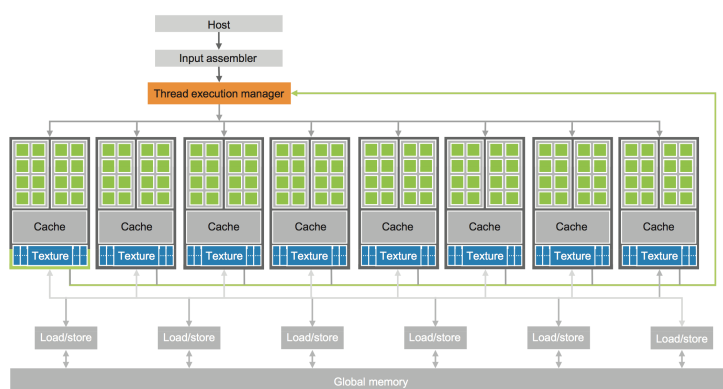 Host
Input assembler
Thread execution manager
Cache Cache Cache Cache Cache Cache Cache Cache
Texture Texture Texture Texture Texture Texture Texture Texture
Load/store Load/store Load/store Load/store Load/store Load/store
Global memory